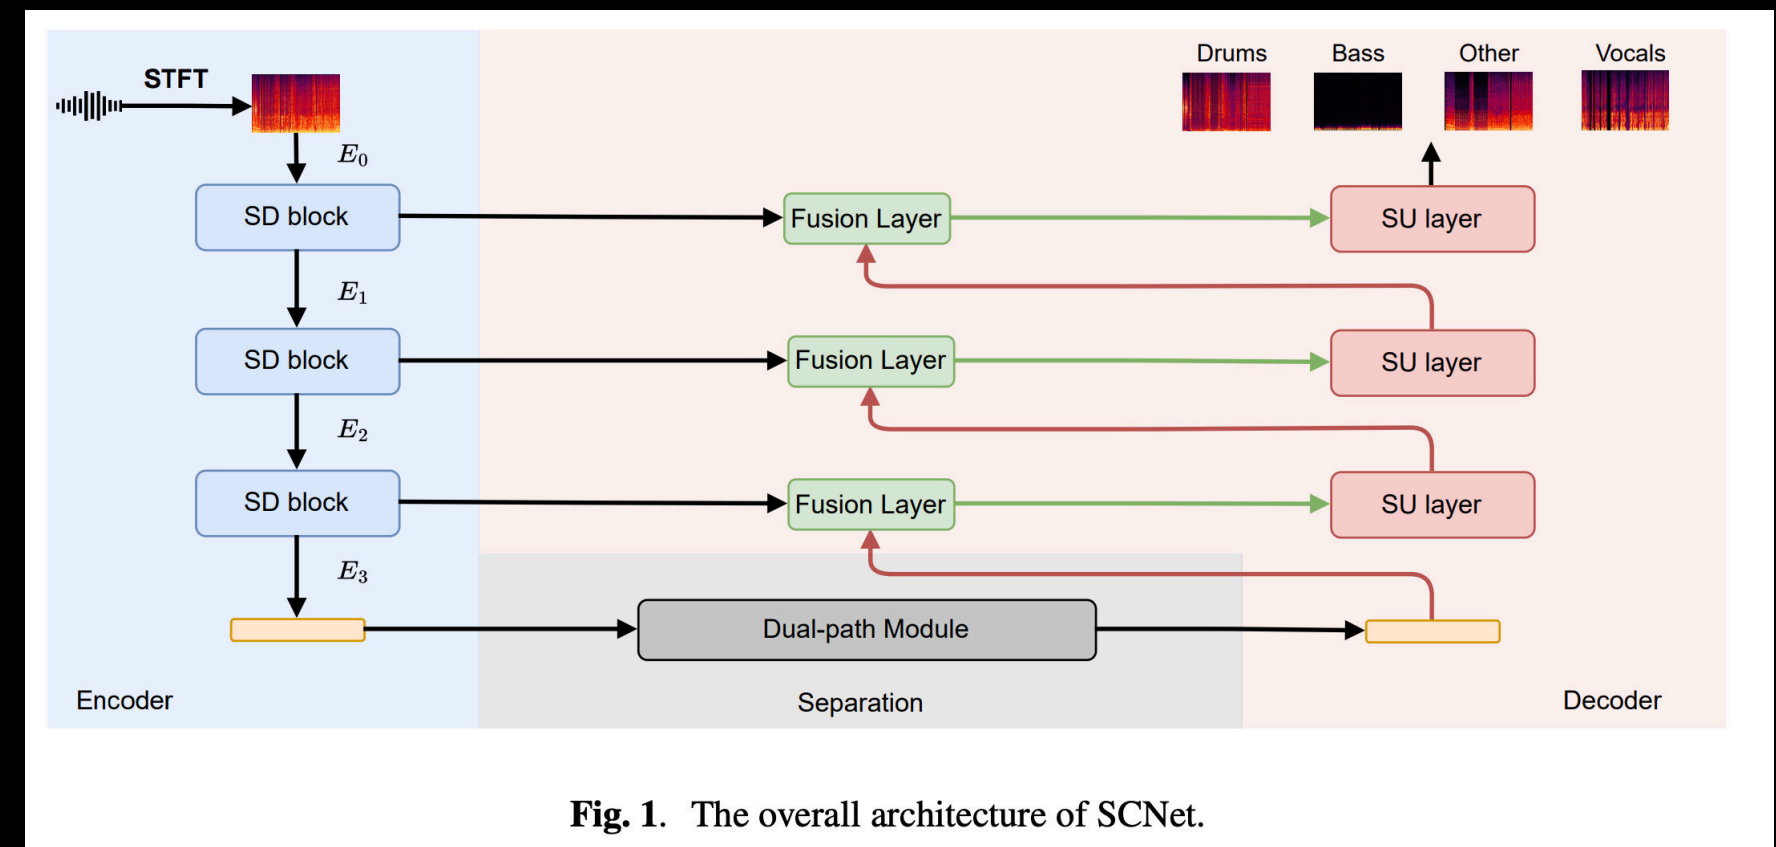 Drums Bass Other Vocals
STFT
E₀
SD block Fusion Layer SU layer
E₁
SD block Fusion Layer SU layer
E₂
SD block Fusion Layer SU layer
E₃
Dual-path Module
Encoder Separation Decoder
Fig. 1. The overall architecture of SCNet.